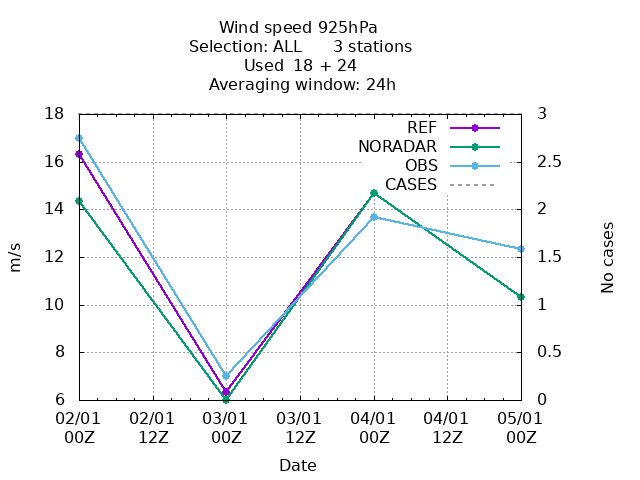 Wind speed 925hPa
Selection: ALL      3 stations
Used  18 + 24
Averaging window: 24h
18
16
14
12
10
8
6
m/s
3
2.5
2
1.5
1
0.5
0
No cases
REF
NORADAR
OBS
CASES
02/01 02/01 03/01 03/01 04/01 04/01 05/01
00Z 12Z 00Z 12Z 00Z 12Z 00Z
Date